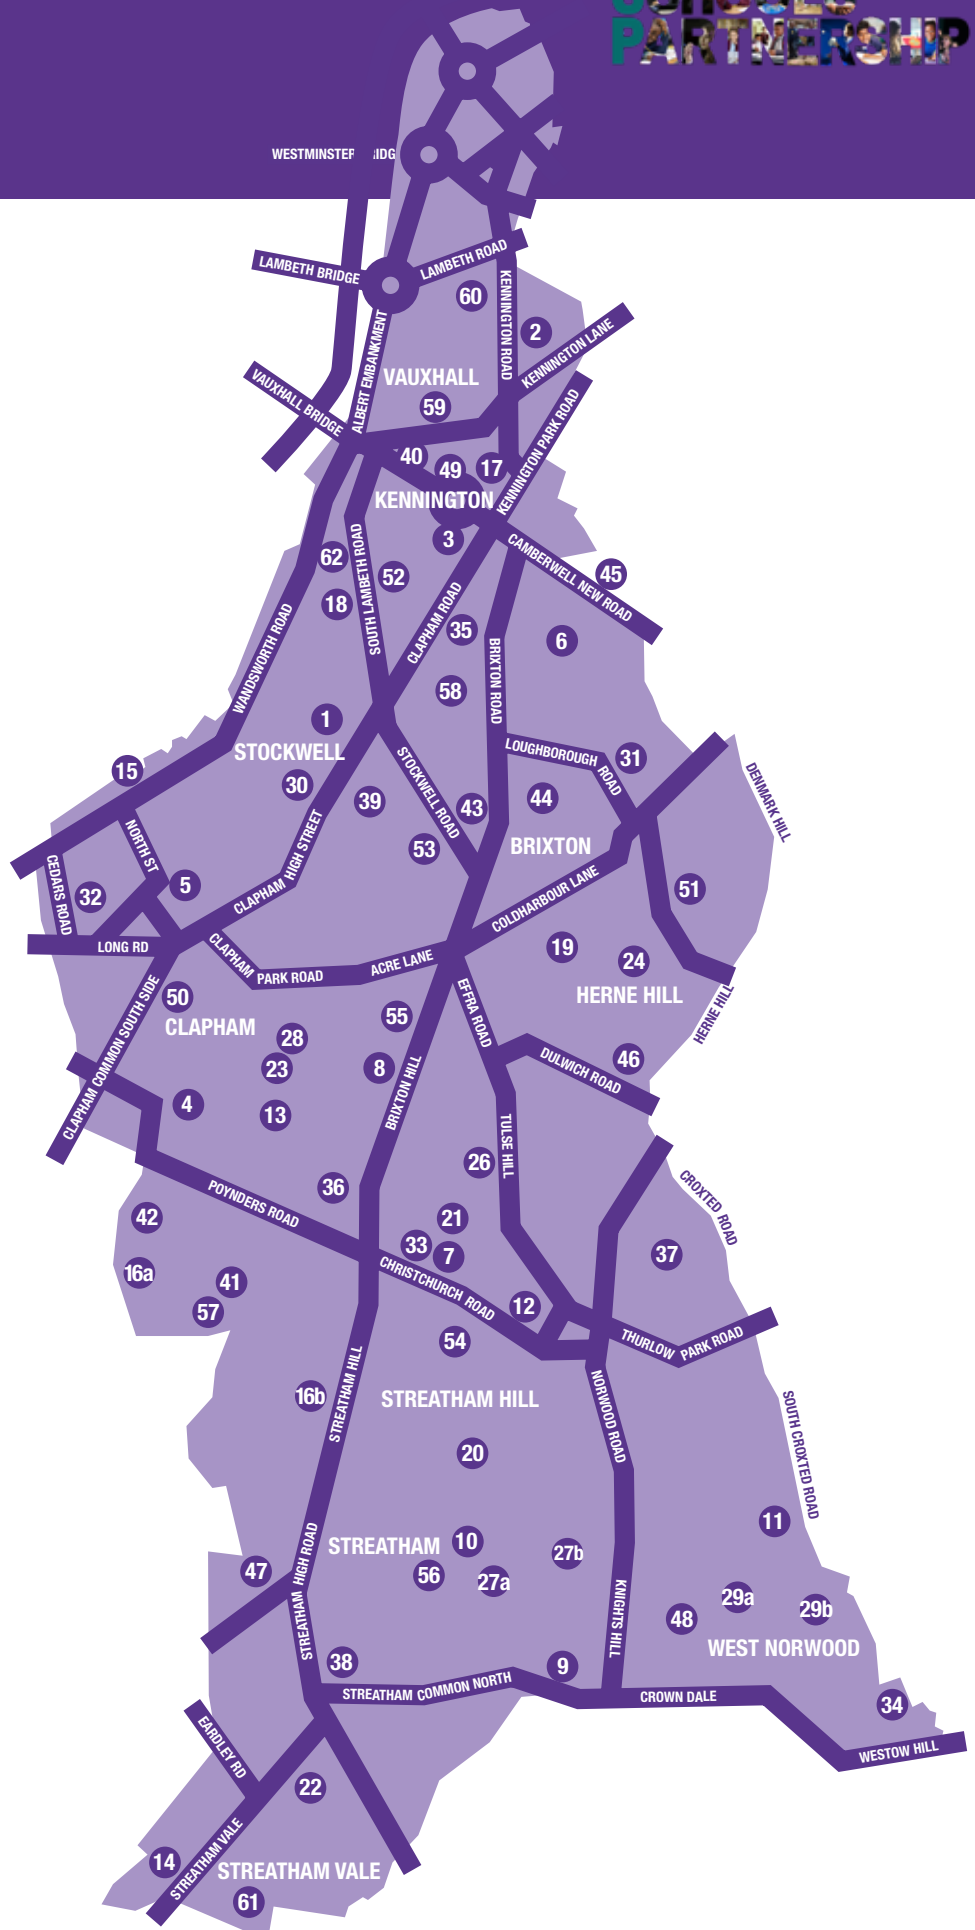 SCHOOLS
PARTNERSHIP
WESTMINSTER
LAMBETH BRIDGE
LAMBETH ROAD
60
KENNINGTON ROAD
2
KENNINGTON LANE
ALBERT EMBANKMENT
VAUXHALL
VAUXHALL BRIDGE
59
KENNINGTON PARK ROAD
40
49
17
KENNINGTON
3
CAMBERWELL NEW ROAD
62
SOUTH LAMBETH ROAD
52
45
18
CLAPHAM ROAD
35
6
WANDSWORTH ROAD
BRIXTON ROAD
58
1
STOCKWELL
STOCKWELL ROAD
LOUGHBOROUGH ROAD
31
15
30
39
43
44
DENMARK HILL
NORTH ST
CLAPHAM HIGH STREET
53
BRIXTON
CEDARS ROAD
32
5
COLDHARBOUR LANE
51
LONG RD
CLAPHAM PARK ROAD
ACRE LANE
19
24
HERNE HILL
HERNE HILL
50
CLAPHAM
CLAPHAM COMMON SOUTH SIDE
55
EFFRA ROAD
28
23
8
BRIXTON HILL
DULWICH ROAD
46
4
13
TULSE HILL
26
36
POYNDERS ROAD
CROXTED ROAD
42
21
33
7
37
16a
41
57
CHRISTCHURCH ROAD
12
THURLOW PARK ROAD
54
STREATHAM HILL
16b
STREATHAM HILL
NORWOOD ROAD
SOUTH CROXTED ROAD
20
11
STREATHAM
10
27b
STREATHAM HIGH ROAD
47
56
27a
KNIGHTS HILL
29a
29b
48
WEST NORWOOD
38
9
STREATHAM COMMON NORTH
CROWN DALE
34
WESTOW HILL
EARDLEY RD
22
STREATHAM VALE
14
STREATHAM VALE
61